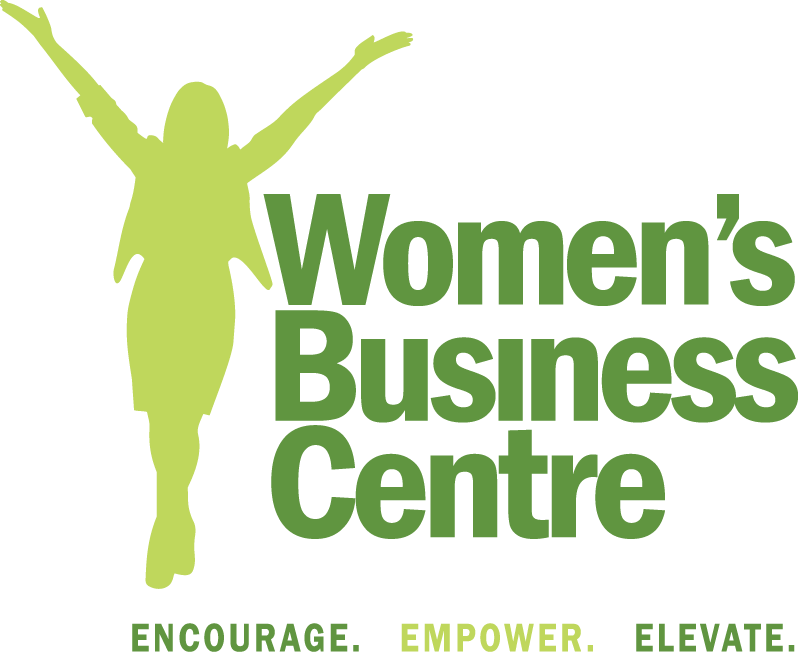 Women’s
Business
Centre
ENCOURAGE. EMPOWER. ELEVATE.